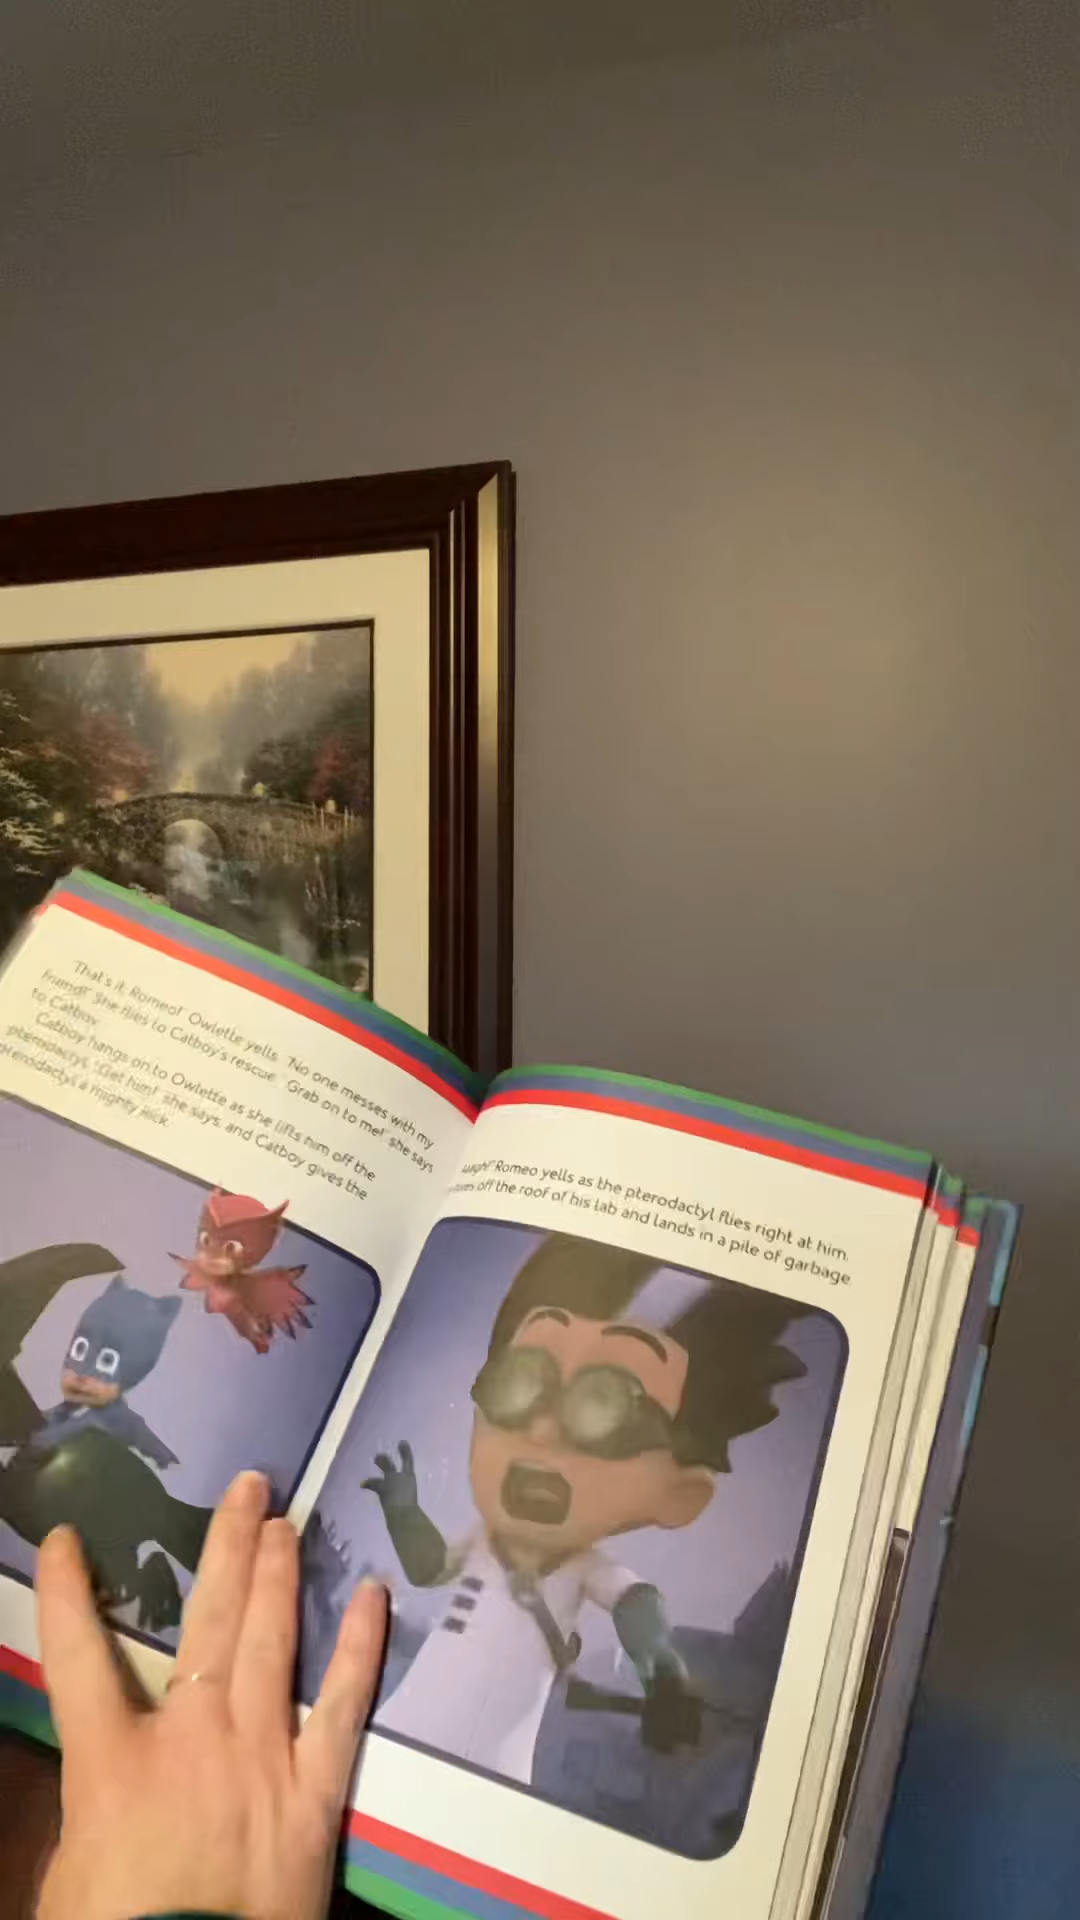 "That's it, Romeo!" Owlette yells. "No one messes with my
friend!" She flies to Catboy's rescue. "Grab on to me!" she says
to Catboy.
Catboy hangs on to Owlette as she lifts him off the
pterodactyl. "Get him!" she says, and Catboy gives the
pterodactyl a mighty kick.
Romeo yells as the pterodactyl flies right at him.
off the roof of his lab and lands in a pile of garbage